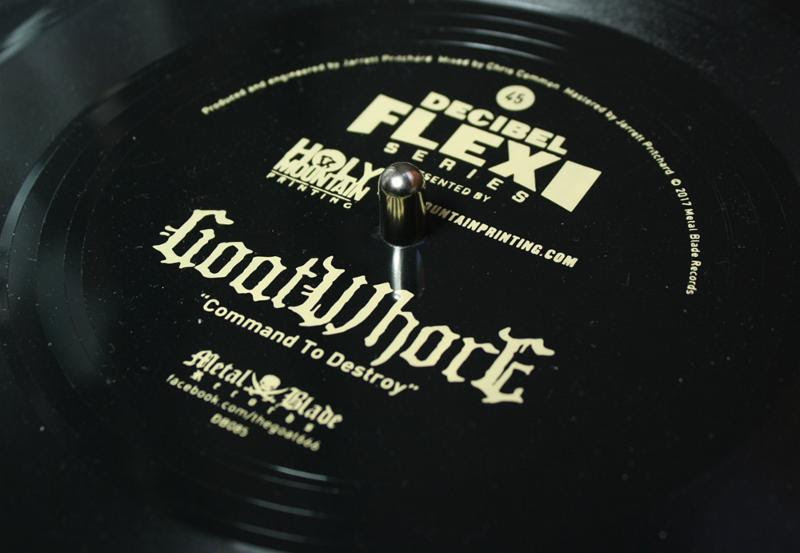 Produced and engineered by Jarrett Pritchard Mixed by Chris Common Mastered by Jarrett Pritchard © 2017 Metal Blade Records
45
DECIBEL
FLEXI
SERIES
HOLY
MOUNTAIN
PRINTING
ESENTED BY
OUNTAINPRINTING.COM
GoatWhorE
"Command To Destroy"
Metal Blade
Records
facebook.com/thegoat666
DB085